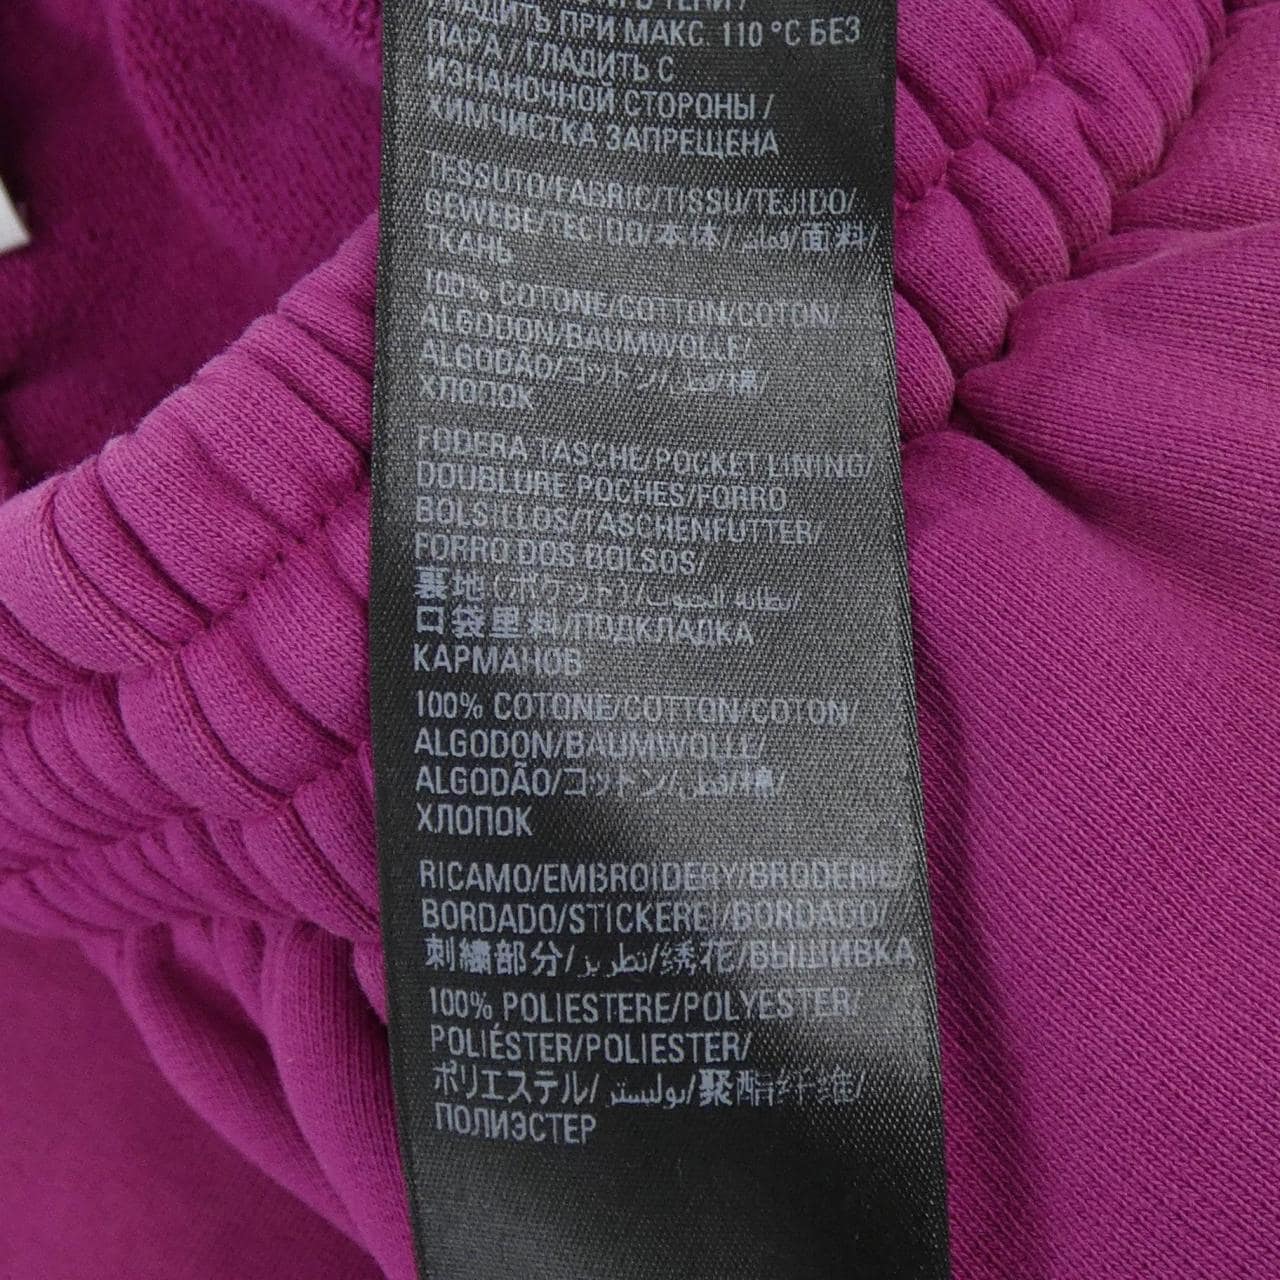 ГЛАДИТЬ ПРИ МАКС. 110 °C БЕЗ
ПАРА / ГЛАДИТЬ С
ИЗНАНОЧНОЙ СТОРОНЫ /
ХИМЧИСТКА ЗАПРЕЩЕНА
TESSUTO/FABRIC/TISSU/TEJIDO/
GEWEBE/TECIDO/本体/قماش/面料/
ТКАНЬ
100% COTONE/COTTON/COTON/
ALGODON/BAUMWOLLE/
ALGODÃO/コットン/قطن/棉/
ХЛОПОК
FODERA TASCHE/POCKET LINING/
DOUBLURE POCHES/FORRO
BOLSILLOS/TASCHENFUTTER/
FORRO DOS BOLSOS/
裏地(ポケット)/بطانة الجيوب/
口袋里料/ПОДКЛАДКА
КАРМАНОВ
100% COTONE/COTTON/COTON/
ALGODON/BAUMWOLLE/
ALGODÃO/コットン/قطن/棉/
ХЛОПОК
RICAMO/EMBROIDERY/BRODERIE/
BORDADO/STICKEREI/BORDADO/
刺繍部分/تطريز/绣花/ВЫШИВКА
100% POLIESTERE/POLYESTER/
POLIÉSTER/POLIESTER/
ポリエステル/بوليستر/聚酯纤维/
ПОЛИЭСТЕР